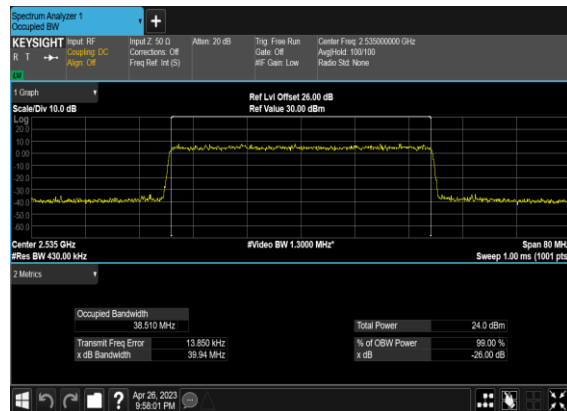 Spectrum Analyzer 1
Occupied BW
+
KEYSIGHT Input: RF Input Z: 50 Ω Atten: 20 dB Trig: Free Run Center Freq: 2.535000000 GHz
R T Coupling: DC Corrections: Off Gate: Off Avg|Hold: 100/100
Align: Off Freq Ref: Int (S) #IF Gain: Low Radio Std: None
LW
1 Graph Ref Lvl Offset 26.00 dB
Scale/Div 10.0 dB Ref Value 30.00 dBm
Log
20.0
10.0
0.00
-10.0
-20.0
-30.0
-40.0
-50.0
-60.0
Center 2.535 GHz #Video BW 1.3000 MHz* Span 80 MHz
#Res BW 430.00 kHz Sweep 1.00 ms (1001 pts)
2 Metrics
Occupied Bandwidth
38.510 MHz Total Power 24.0 dBm
Transmit Freq Error 13.850 kHz % of OBW Power 99.00 %
x dB Bandwidth 39.94 MHz x dB -26.00 dB
? Apr 26, 2023
9:58:01 PM